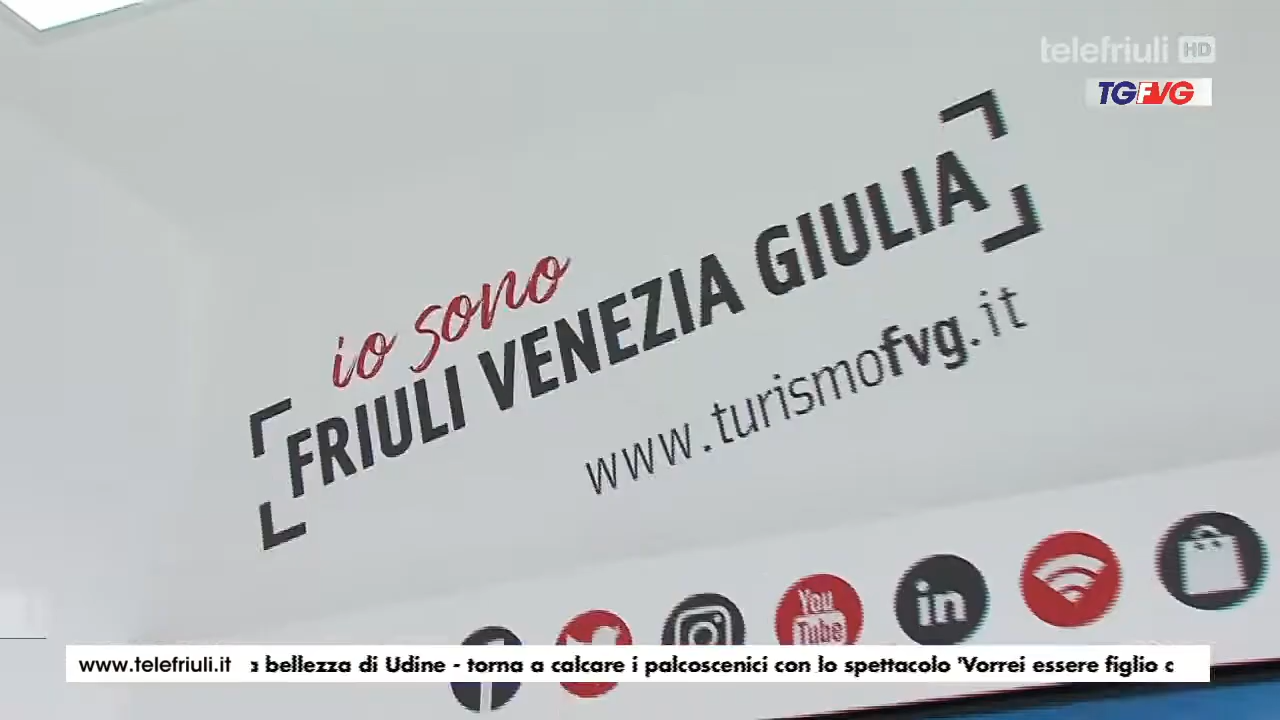 telefriuli HD
TGFVG
io sono
FRIULI VENEZIA GIULIA
www.turismofvg.it
You
Tube
in
www.telefriuli.it bellezza di Udine - torna a calcare i palcoscenici con lo spettacolo 'Vorrei essere figlio